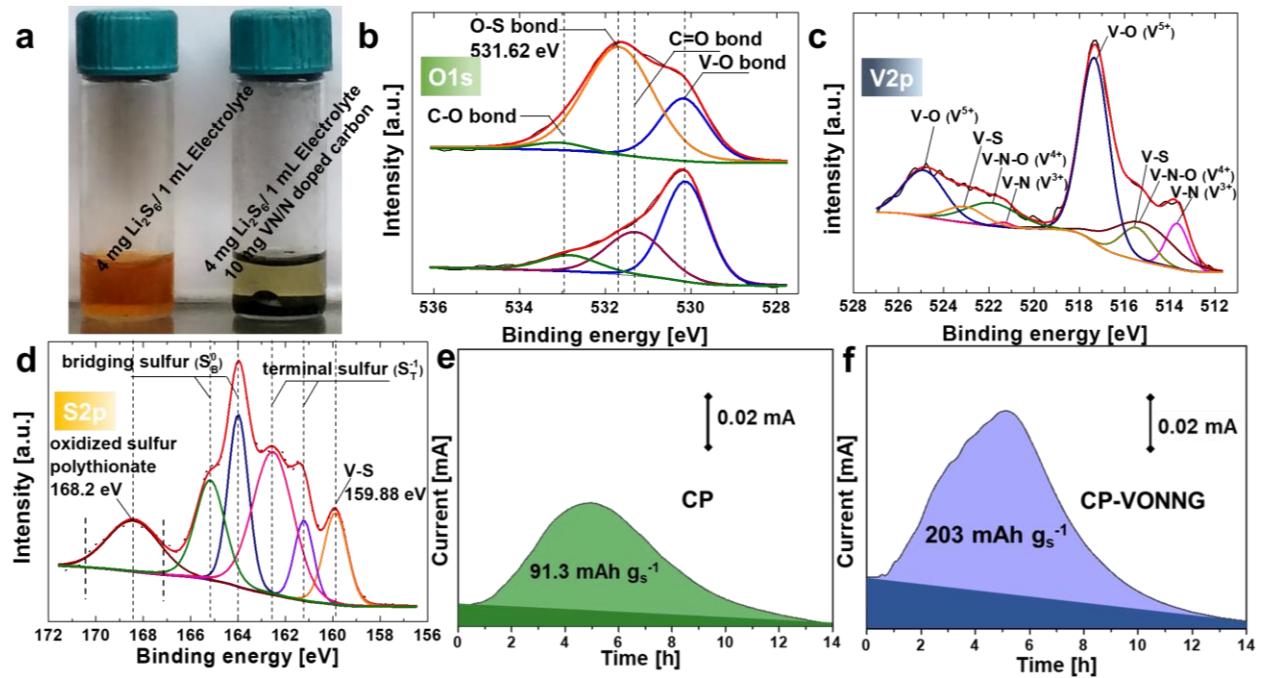 a
4 mg Li₂S₆/ 1 mL Electrolyte
4 mg Li₂S₆/ 1 mL Electrolyte
10 mg VN/N doped carbon
b
O1s
O-S bond
531.62 eV
C=O bond
V-O bond
C-O bond
Intensity [a.u.]
536 534 532 530 528
Binding energy [eV]
c
V2p
V-O (V⁵⁺)
V-O (V⁵⁺)
V-S
V-N-O (V⁴⁺)
V-N (V³⁺)
V-S
V-N-O (V⁴⁺)
V-N (V³⁺)
intensity [a.u.]
528 526 524 522 520 518 516 514 512
Binding energy [eV]
d
S2p
bridging sulfur (S_B^0)
terminal sulfur (S_T^-1)
oxidized sulfur
polythionate
168.2 eV
V-S
159.88 eV
Intensity [a.u.]
172 170 168 166 164 162 160 158 156
Binding energy [eV]
e
0.02 mA
CP
91.3 mAh gₛ⁻¹
Current [mA]
0 2 4 6 8 10 12 14
Time [h]
f
0.02 mA
CP-VONNG
203 mAh gₛ⁻¹
Current [mA]
0 2 4 6 8 10 12 14
Time [h]